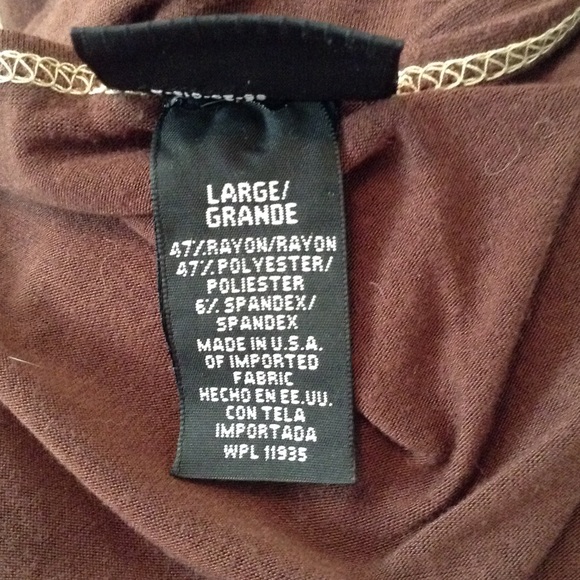 LARGE/
GRANDE
47%RAYON/RAYON
47% POLYESTER/
POLIESTER
6% SPANDEX/
SPANDEX
MADE IN U.S.A.
OF IMPORTED
FABRIC
HECHO EN EE.UU.
CON TELA
IMPORTADA
WPL 11935